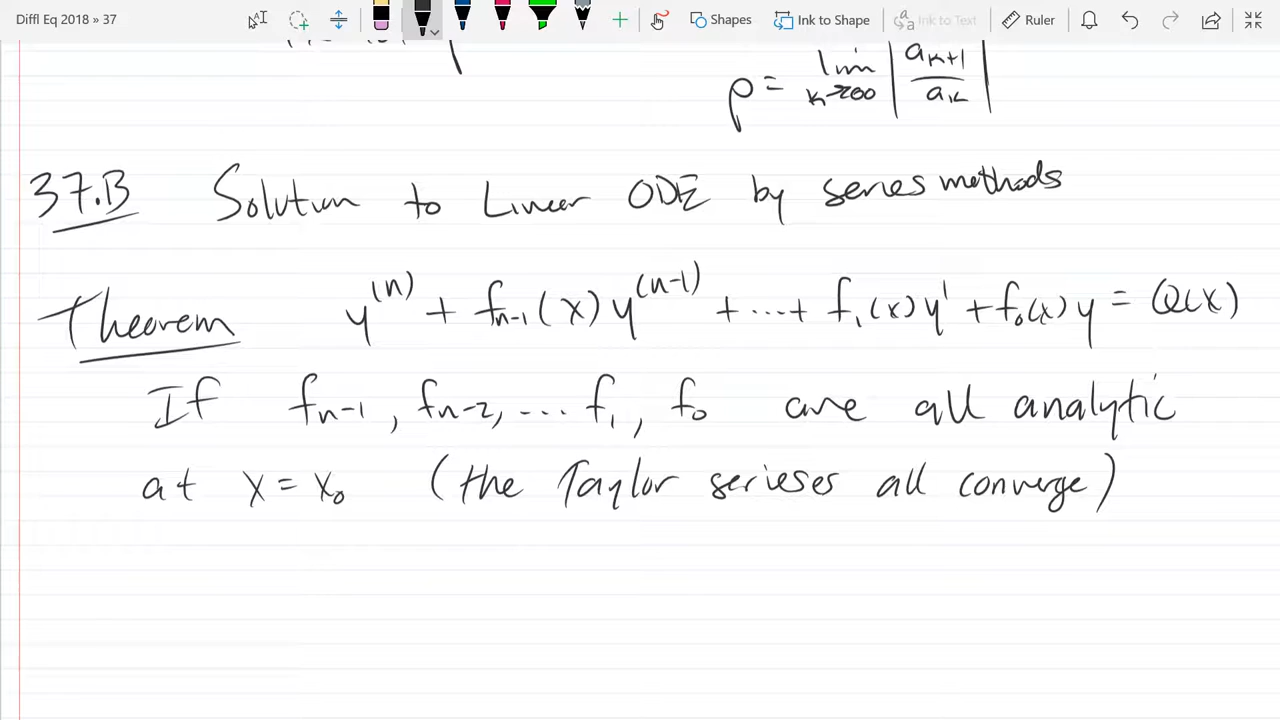 Diffl Eq 2018 » 37
Shapes
Ink to Shape
Ink to Text
Ruler
ρ = lim k→∞ |a_{k+1} / a_k|
37.B Solution to Linear ODE by series methods
Theorem y^(n) + f_{n-1}(x) y^(n-1) + ... + f_1(x) y' + f_0(x) y = Q(x)
If f_{n-1}, f_{n-2}, ... f_1, f_0 are all analytic
at x = x_0 (the Taylor serieses all converge)